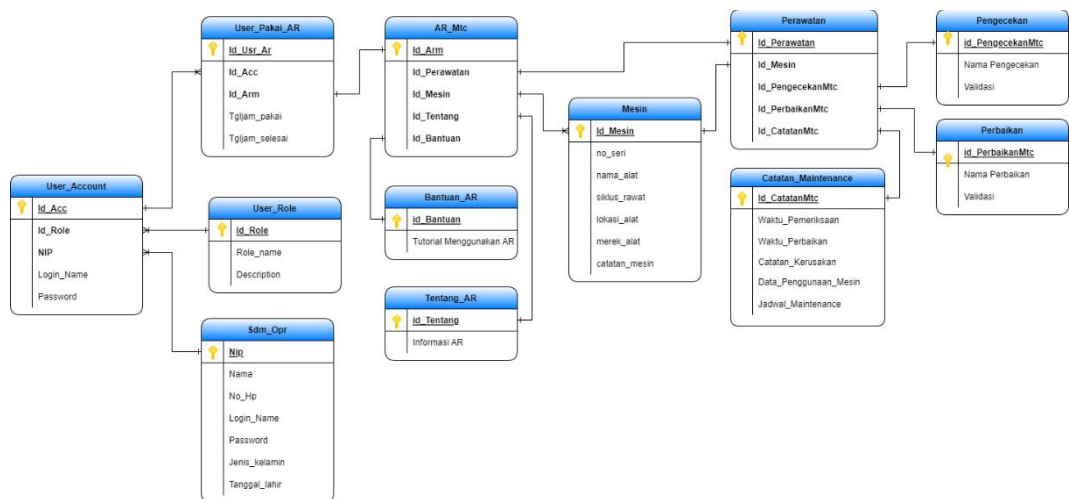 User_Pakai_AR
Id_Usr_Ar
Id_Acc
Id_Arm
Tgljam_pakai
Tgljam_selesai
AR_Mtc
Id_Arm
Id_Perawatan
Id_Mesin
Id_Tentang
Id_Bantuan
Perawatan
Id_Perawatan
Id_Mesin
Id_PengecekanMtc
Id_PerbaikanMtc
Id_CatatanMtc
Pengecekan
id_PengecekanMtc
Nama Pengecekan
Validasi
Mesin
Id_Mesin
no_seri
nama_alat
siklus_rawat
lokasi_alat
merek_alat
catatan_mesin
Perbaikan
id_PerbaikanMtc
Nama Perbaikan
Validasi
User_Account
Id_Acc
Id_Role
NIP
Login_Name
Password
User_Role
Id_Role
Role_name
Description
Bantuan_AR
id_Bantuan
Tutorial Menggunakan AR
Catatan_Maintenance
Id_CatatanMtc
Waktu_Pemeriksaan
Waktu_Perbaikan
Catatan_Kerusakan
Data_Penggunaan_Mesin
Jadwal_Maintenance
Tentang_AR
id_Tentang
Informasi AR
Sdm_Opr
Nip
Nama
No_Hp
Login_Name
Password
Jenis_kelamin
Tanggal_lahir